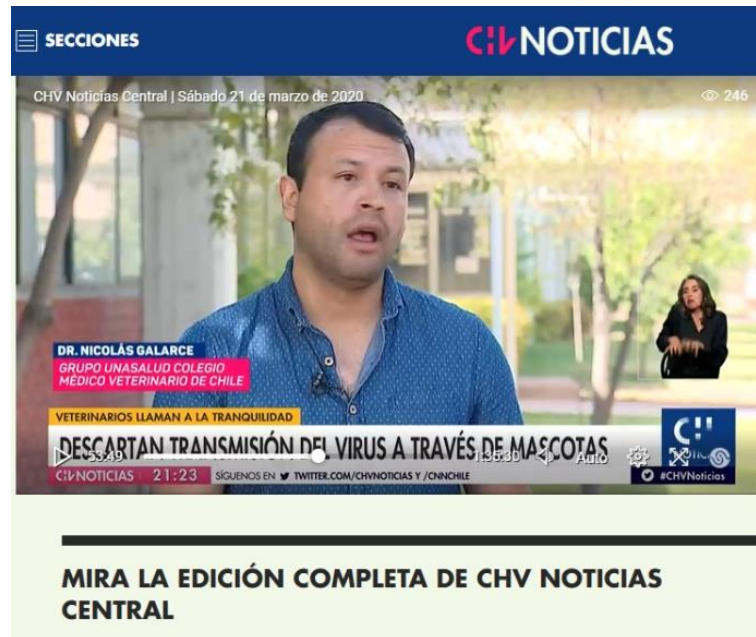 SECCIONES
CHV NOTICIAS
CHV Noticias Central | Sábado 21 de marzo de 2020
246
DR. NICOLÁS GALARCE
GRUPO UNASALUD COLEGIO
MÉDICO VETERINARIO DE CHILE
VETERINARIOS LLAMAN A LA TRANQUILIDAD
DESCARTAN TRANSMISIÓN DEL VIRUS A TRAVÉS DE MASCOTAS
53:49
1:35:30
Auto
CHV NOTICIAS 21:23 SÍGUENOS EN TWITTER.COM/CHVNOTICIAS Y /CNNCHILE
#CHVNoticias
MIRA LA EDICIÓN COMPLETA DE CHV NOTICIAS
CENTRAL